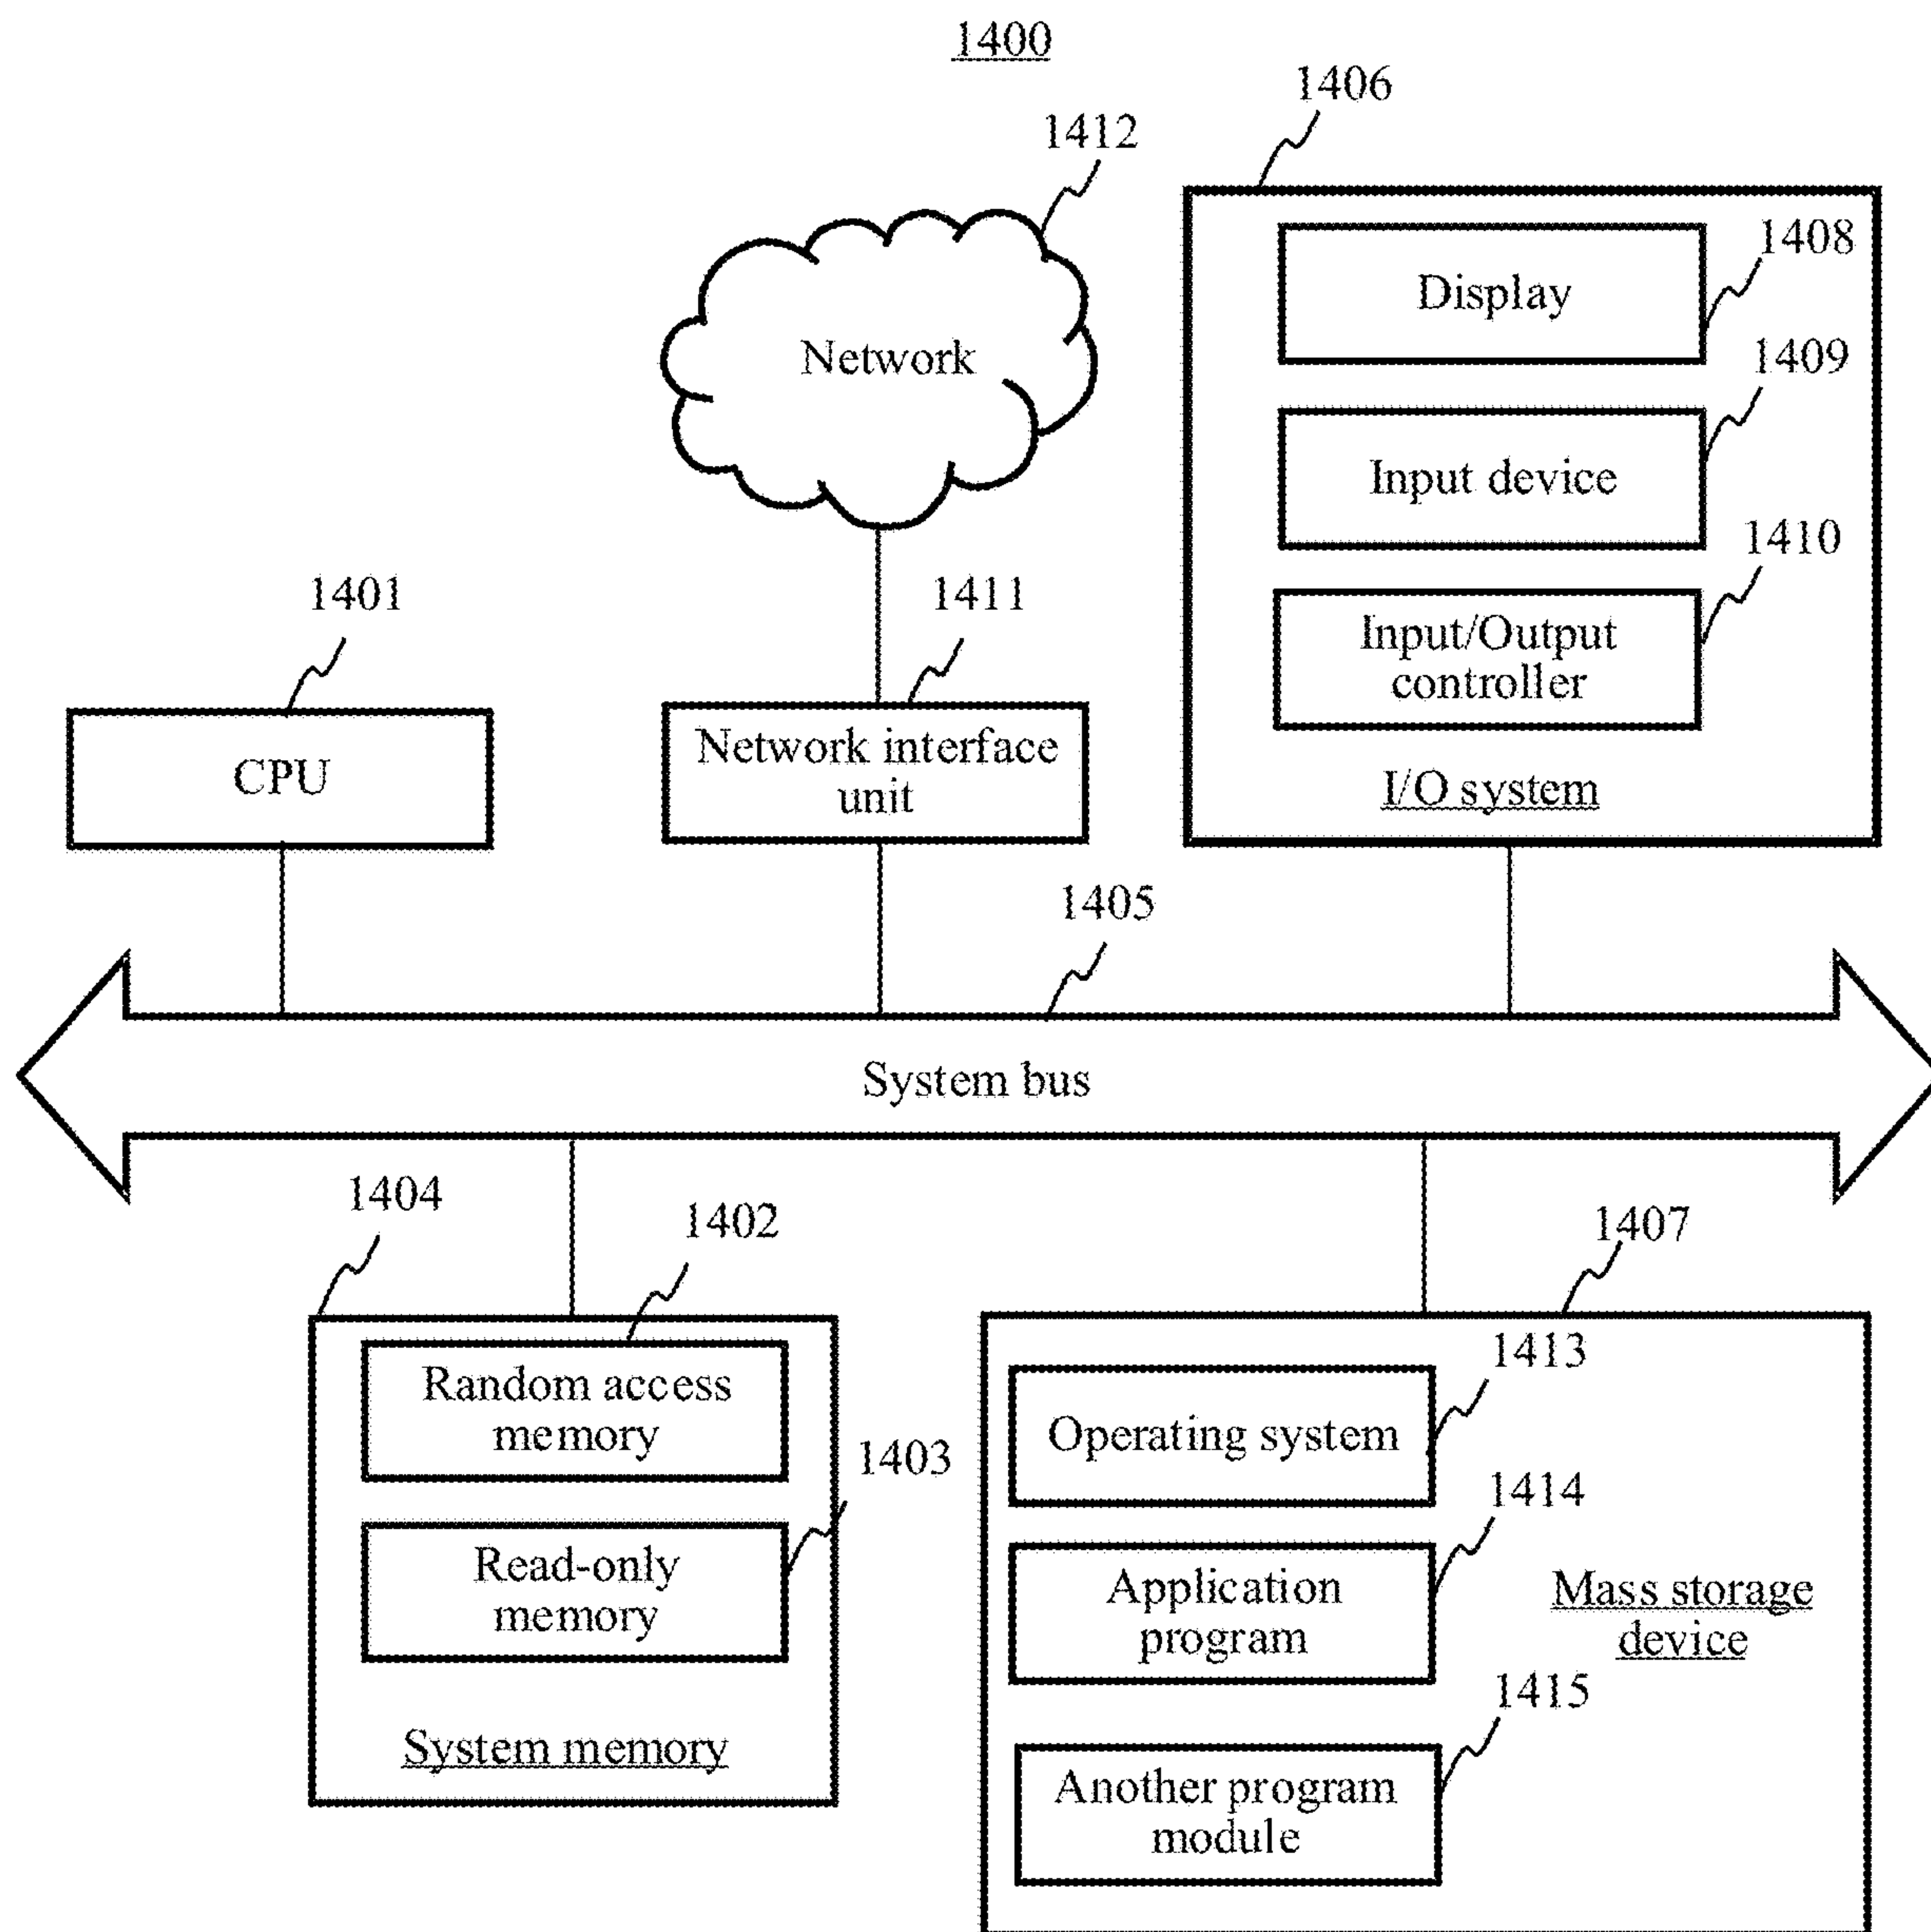 1400
1406
1412
1408
Display
1409
Network
Input device
1410
1401
1411
Input/Output
controller
CPU
Network interface
unit
I/O system
1405
System bus
1404
1402
1407
Random access
memory
1403
Read-only
memory
System memory
1413
Operating system
1414
Application
program
Mass storage
device
1415
Another program
module